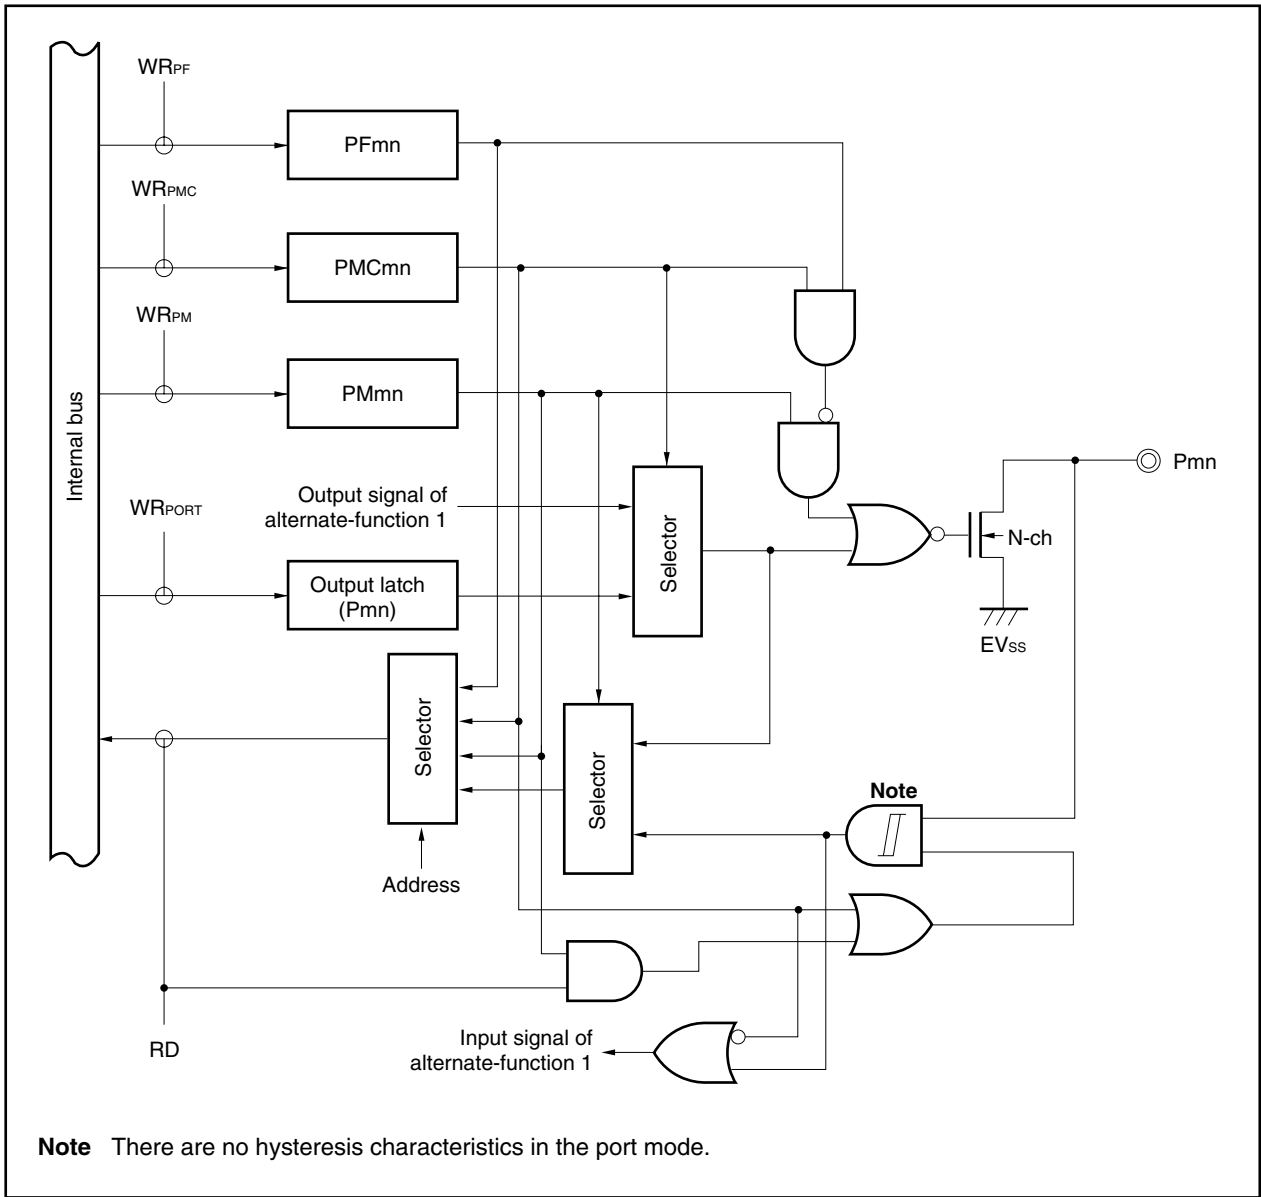 WRPF
PFmn
WRPMC
PMCmn
WRPM
PMmn
Internal bus
Pmn
WRPORT
Output signal of
alternate-function 1
Selector
N-ch
Output latch
(Pmn)
EVSS
Selector
Selector
Note
Address
RD
Input signal of
alternate-function 1
Note There are no hysteresis characteristics in the port mode.